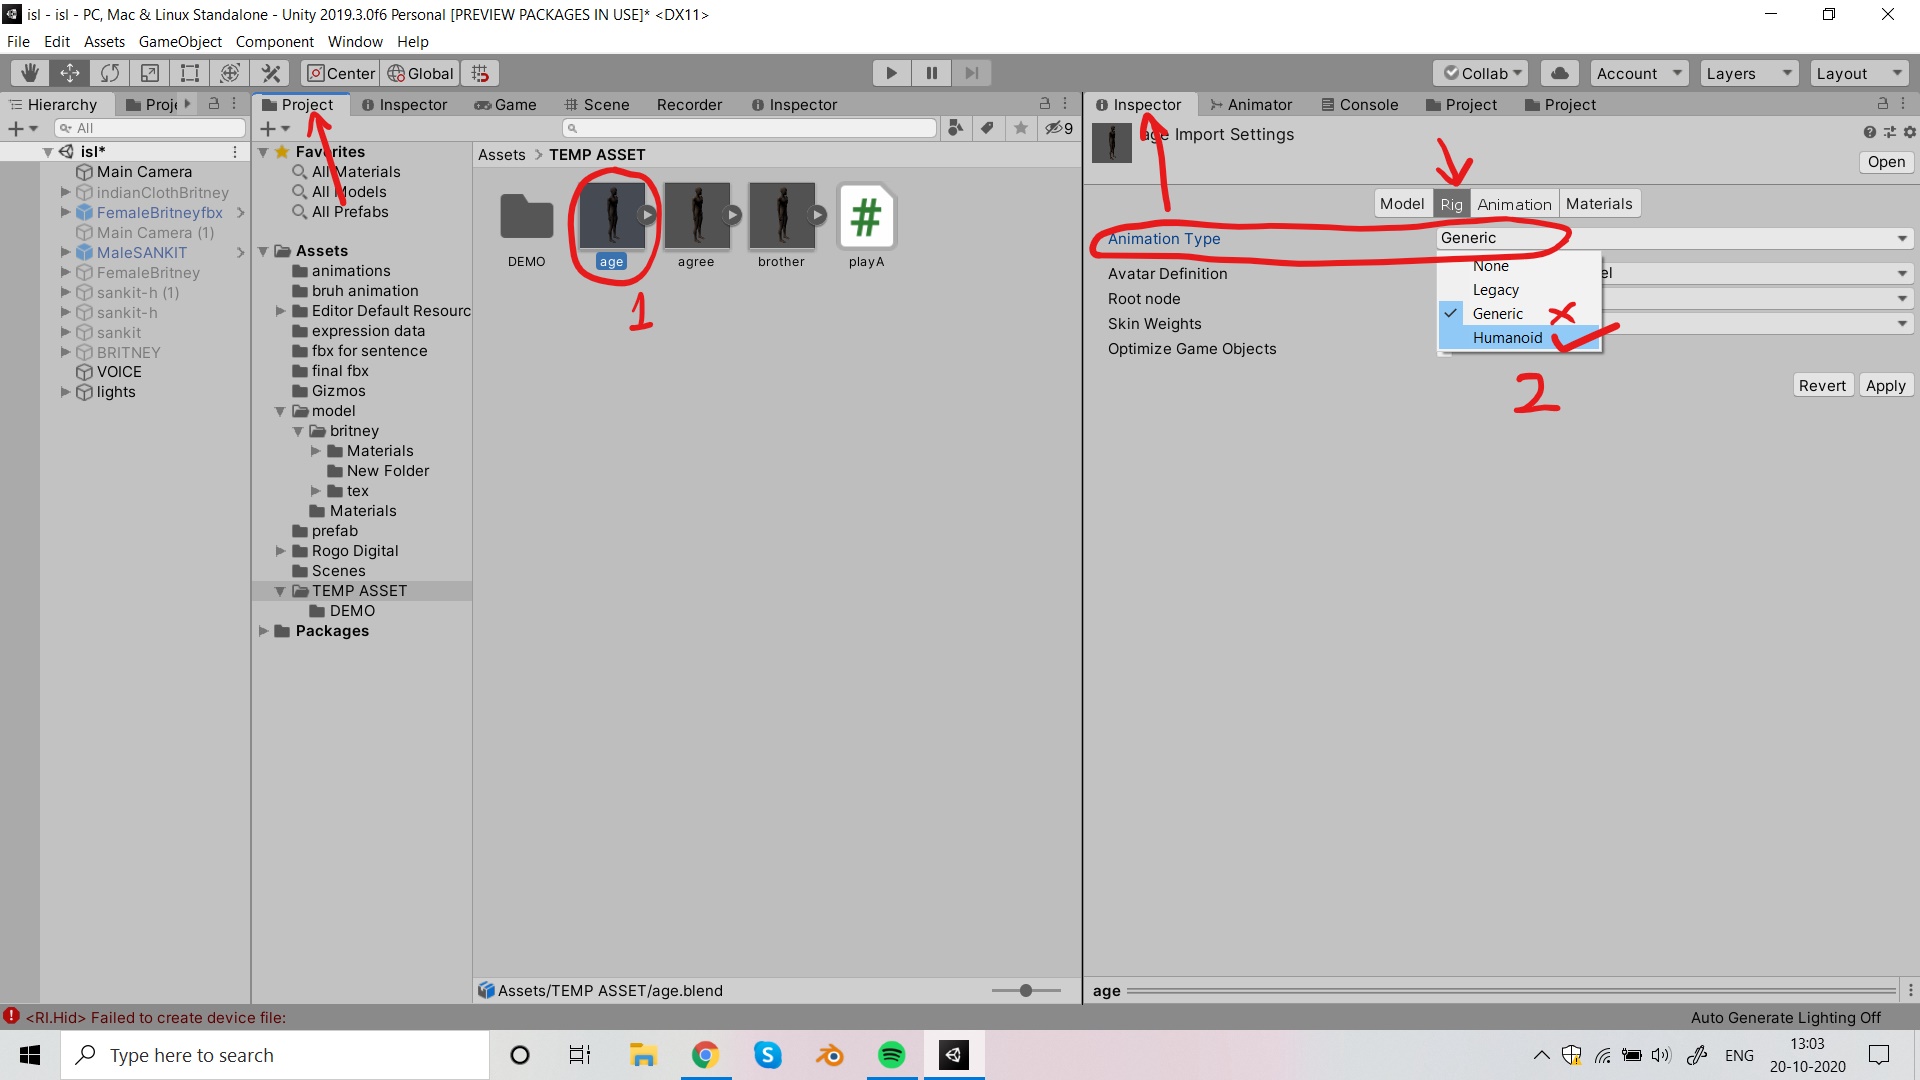 isl - isl - PC, Mac & Linux Standalone - Unity 2019.3.0f6 Personal [PREVIEW PACKAGES IN USE]* <DX11>
File Edit Assets GameObject Component Window Help
Center Global Collab Account Layers Layout
Hierarchy Proje
All
isl*
Main Camera
indianClothBritney
FemaleBritneyfbx
Main Camera (1)
MaleSANKIT
FemaleBritney
sankit-h (1)
sankit-h
sankit
BRITNEY
VOICE
lights
Project Inspector Game Scene Recorder Inspector
9
Favorites
All Materials
All Models
All Prefabs
Assets
animations
bruh animation
Editor Default Resourc
expression data
fbx for sentence
final fbx
Gizmos
model
britney
Materials
New Folder
tex
Materials
prefab
Rogo Digital
Scenes
TEMP ASSET
DEMO
Packages
Assets > TEMP ASSET
#
DEMO age agree brother playA
1
Assets/TEMP ASSET/age.blend
Inspector Animator Console Project Project
age Import Settings
Open
Model Rig Animation Materials
Animation Type Generic
None
Legacy
Generic
Humanoid
Avatar Definition el
Root node
Skin Weights
Optimize Game Objects
2
Revert Apply
age
<RI.Hid> Failed to create device file:
Auto Generate Lighting Off
Type here to search
ENG
13:03
20-10-2020